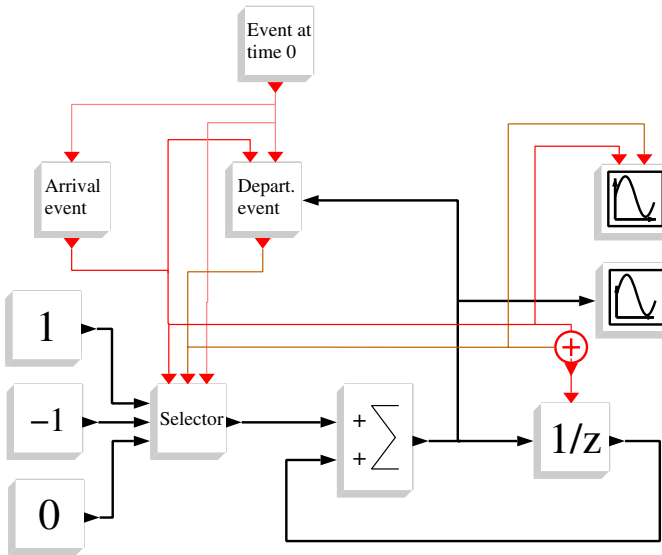 Event at
time 0
Arrival
event
Depart.
event
1
−1
Selector
0
+
+
Σ
+
1/z